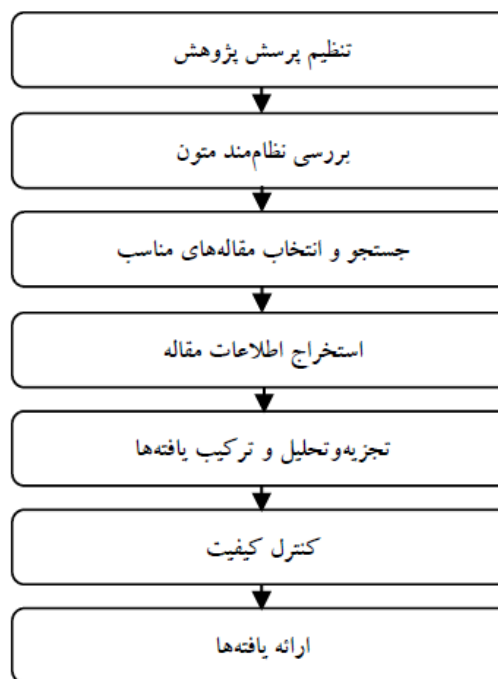 تنظیم پرسش پژوهش
بررسی نظام‌مند متون
جستجو و انتخاب مقاله‌های مناسب
استخراج اطلاعات مقاله
تجزیه‌وتحلیل و ترکیب یافته‌ها
کنترل کیفیت
ارائه یافته‌ها